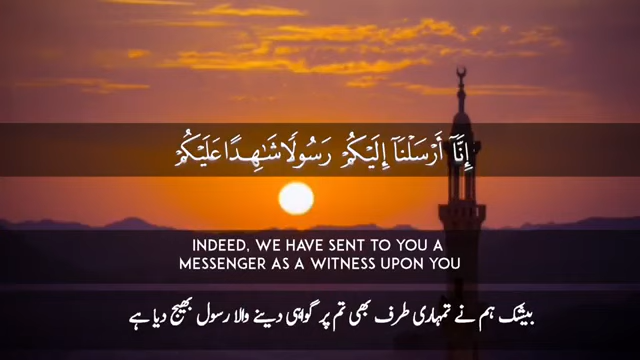 إِنَّآ أَرْسَلْنَآ إِلَيْكُمْ رَسُولًا شَٰهِدًا عَلَيْكُمْ
INDEED, WE HAVE SENT TO YOU A
MESSENGER AS A WITNESS UPON YOU
بیشک ہم نے تمہاری طرف بھی تم پر گواہی دینے والا رسول بھیج دیا ہے